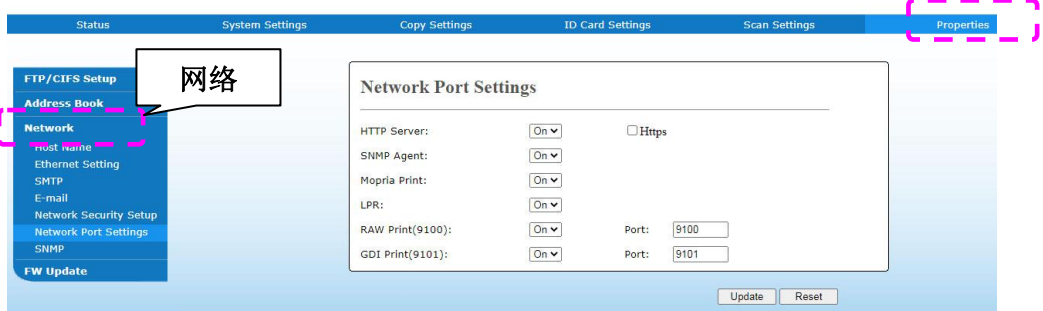 Status System Settings Copy Settings ID Card Settings Scan Settings Properties
FTP/CIFS Setup
Address Book
Network
Host Name
Ethernet Setting
SMTP
E-mail
Network Security Setup
Network Port Settings
SNMP
FW Update
网络
Network Port Settings
HTTP Server: On Https
SNMP Agent: On
Mopria Print: On
LPR: On
RAW Print(9100): On Port: 9100
GDI Print(9101): On Port: 9101
Update Reset